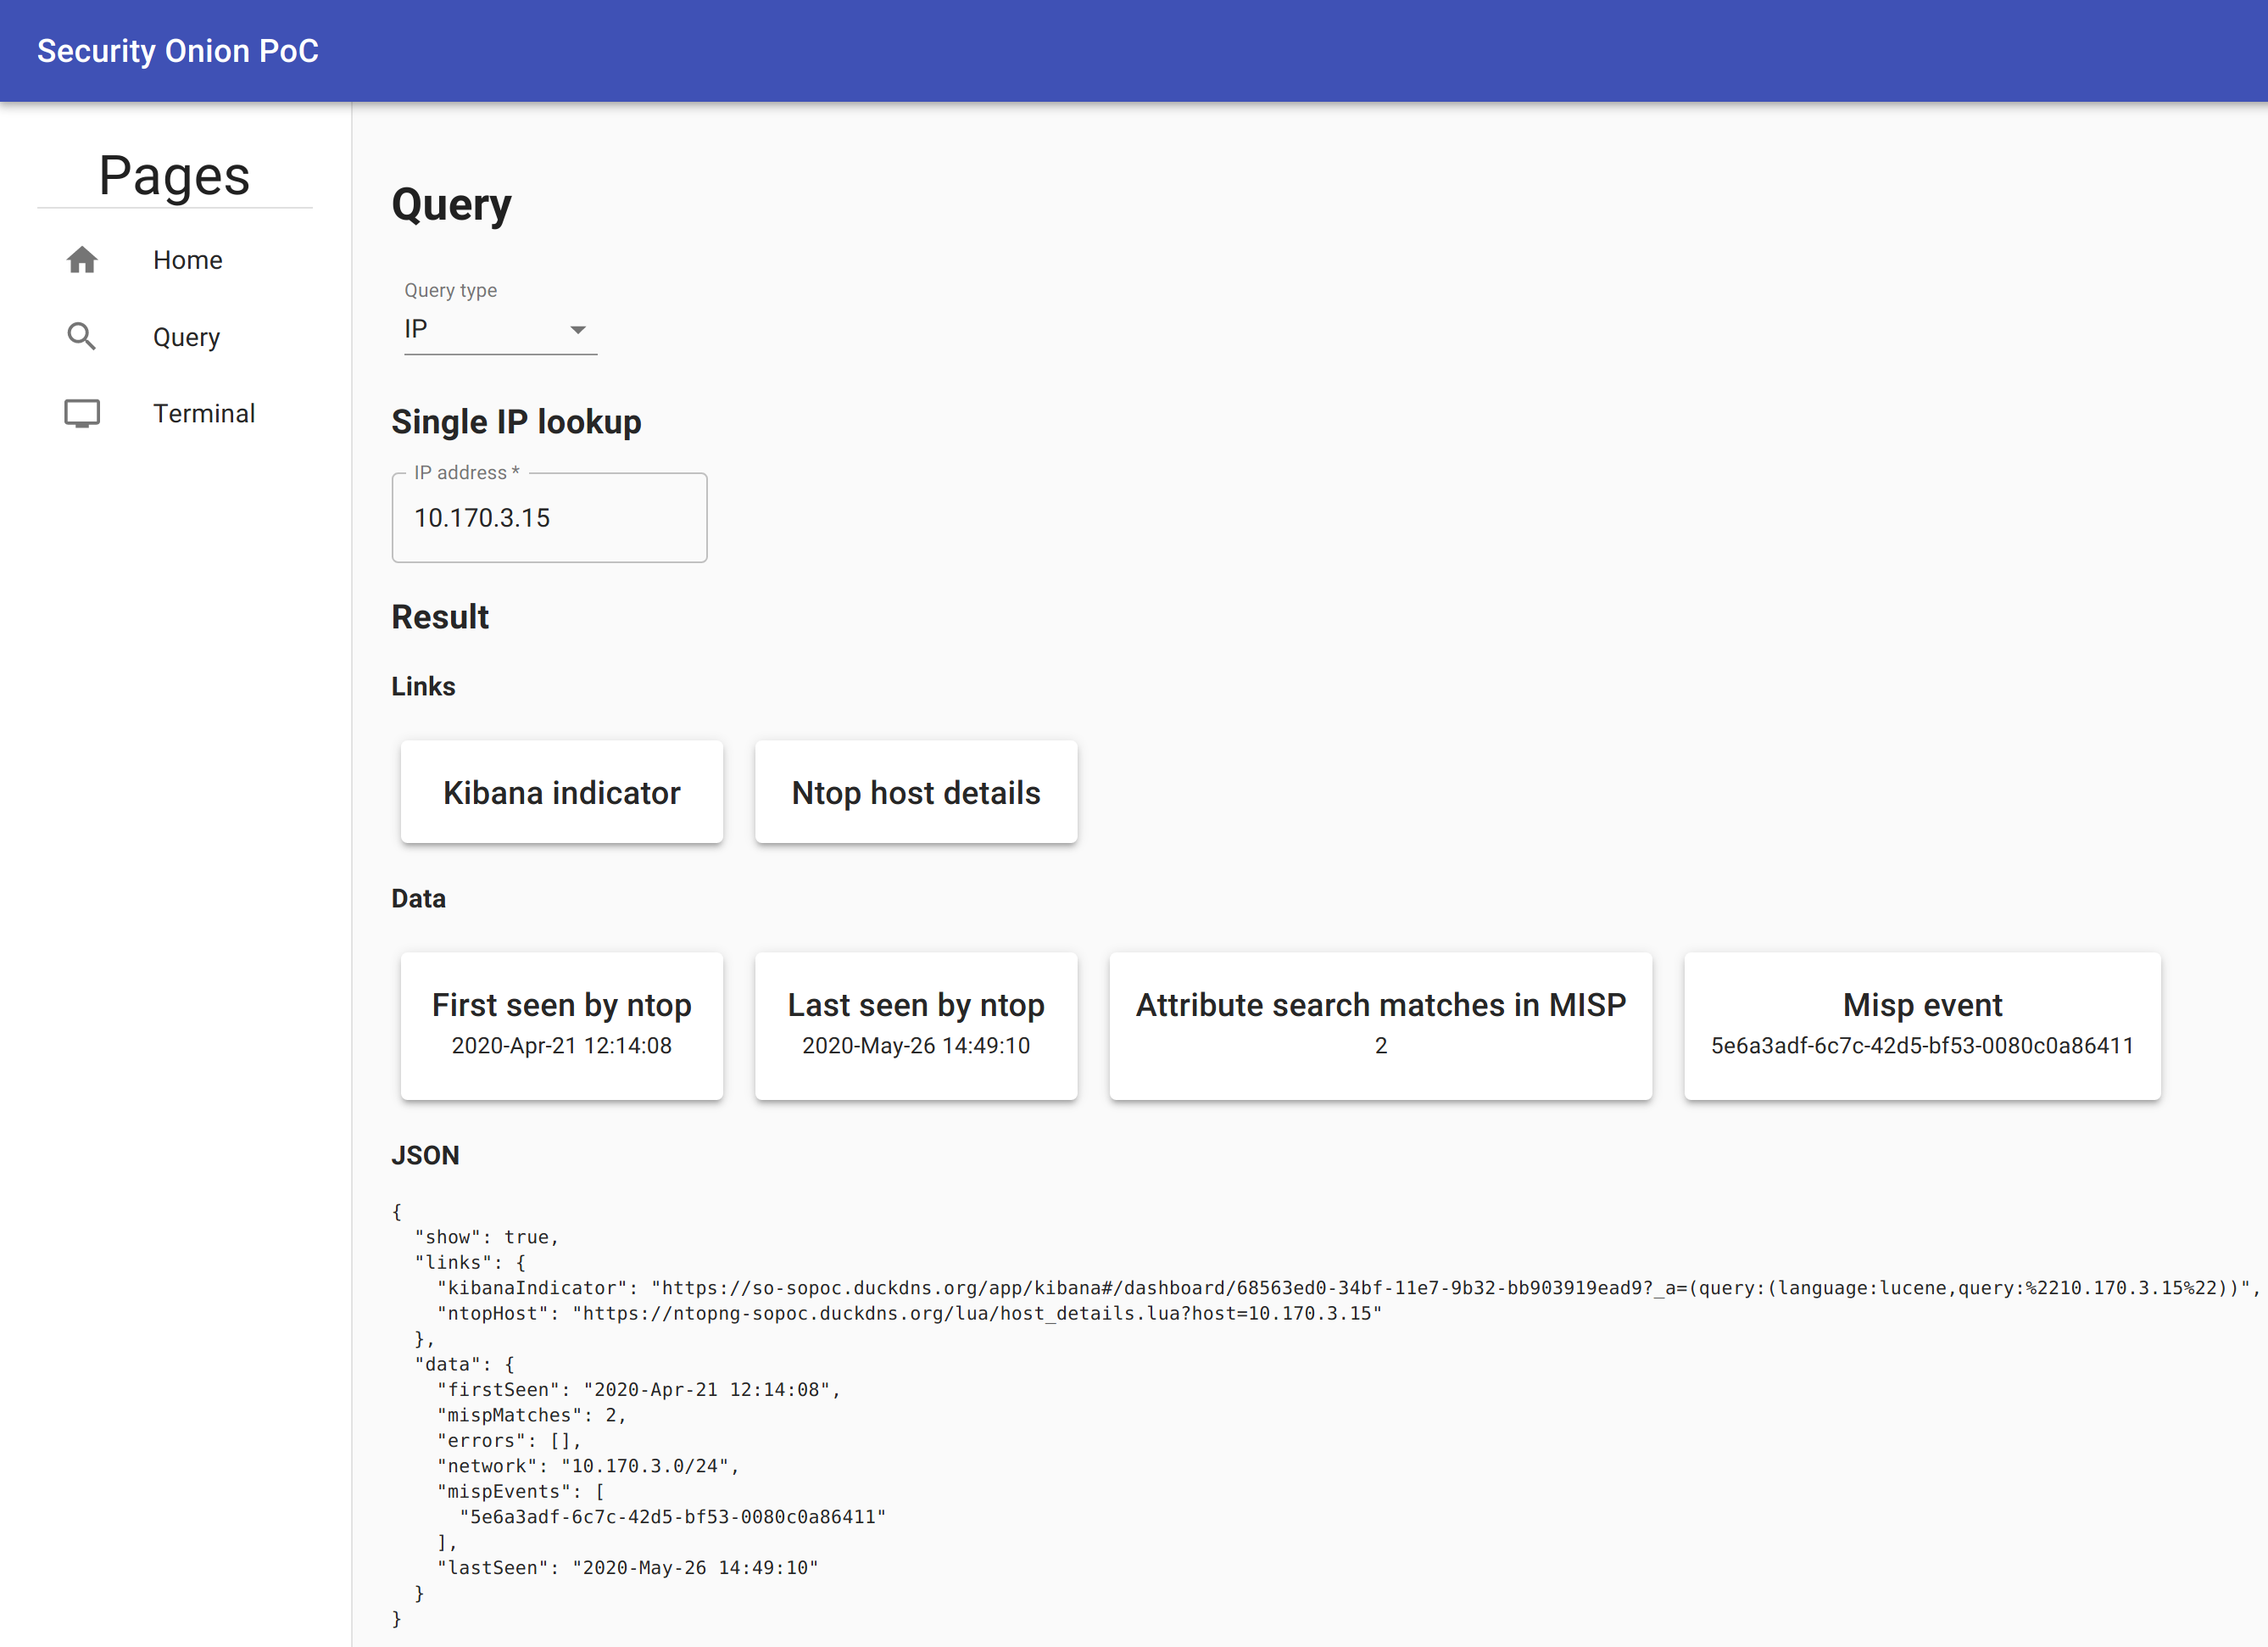 Security Onion PoC
Pages
Home
Query
Terminal
Query
Query type
IP
Single IP lookup
IP address *
10.170.3.15
Result
Links
Kibana indicator
Ntop host details
Data
First seen by ntop
2020-Apr-21 12:14:08
Last seen by ntop
2020-May-26 14:49:10
Attribute search matches in MISP
2
Misp event
5e6a3adf-6c7c-42d5-bf53-0080c0a86411
JSON
{
  "show": true,
  "links": {
    "kibanaIndicator": "https://so-sopoc.duckdns.org/app/kibana#/dashboard/68563ed0-34bf-11e7-9b32-bb903919ead9?_a=(query:(language:lucene,query:%2210.170.3.15%22))",
    "ntopHost": "https://ntopng-sopoc.duckdns.org/lua/host_details.lua?host=10.170.3.15"
  },
  "data": {
    "firstSeen": "2020-Apr-21 12:14:08",
    "mispMatches": 2,
    "errors": [],
    "network": "10.170.3.0/24",
    "mispEvents": [
      "5e6a3adf-6c7c-42d5-bf53-0080c0a86411"
    ],
    "lastSeen": "2020-May-26 14:49:10"
  }
}